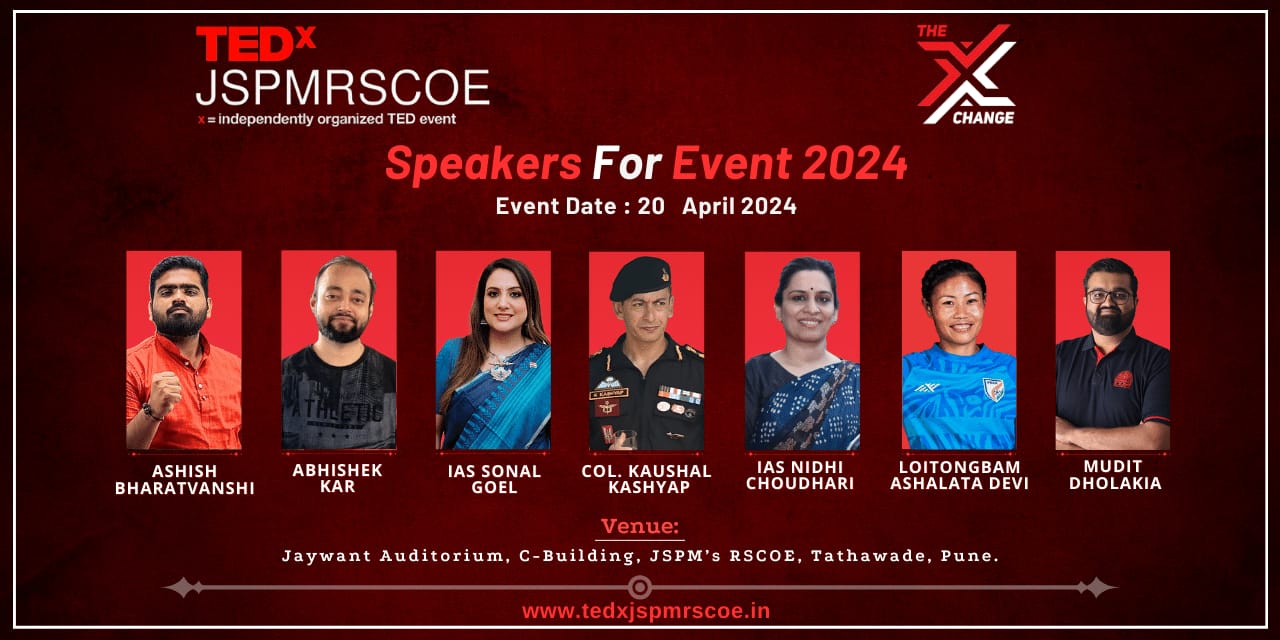 TEDx
JSPMRSCOE
x = independently organized TED event
THE
X
CHANGE
Speakers For Event 2024
Event Date : 20 April 2024
ATHLETIC
K KASHYAP
ASHISH
BHARATVANSHI
ABHISHEK
KAR
IAS SONAL
GOEL
COL. KAUSHAL
KASHYAP
IAS NIDHI
CHOUDHARI
LOITONGBAM
ASHALATA DEVI
MUDIT
DHOLAKIA
Venue:
Jaywant Auditorium, C-Building, JSPM's RSCOE, Tathawade, Pune.
www.tedxjspmrscoe.in